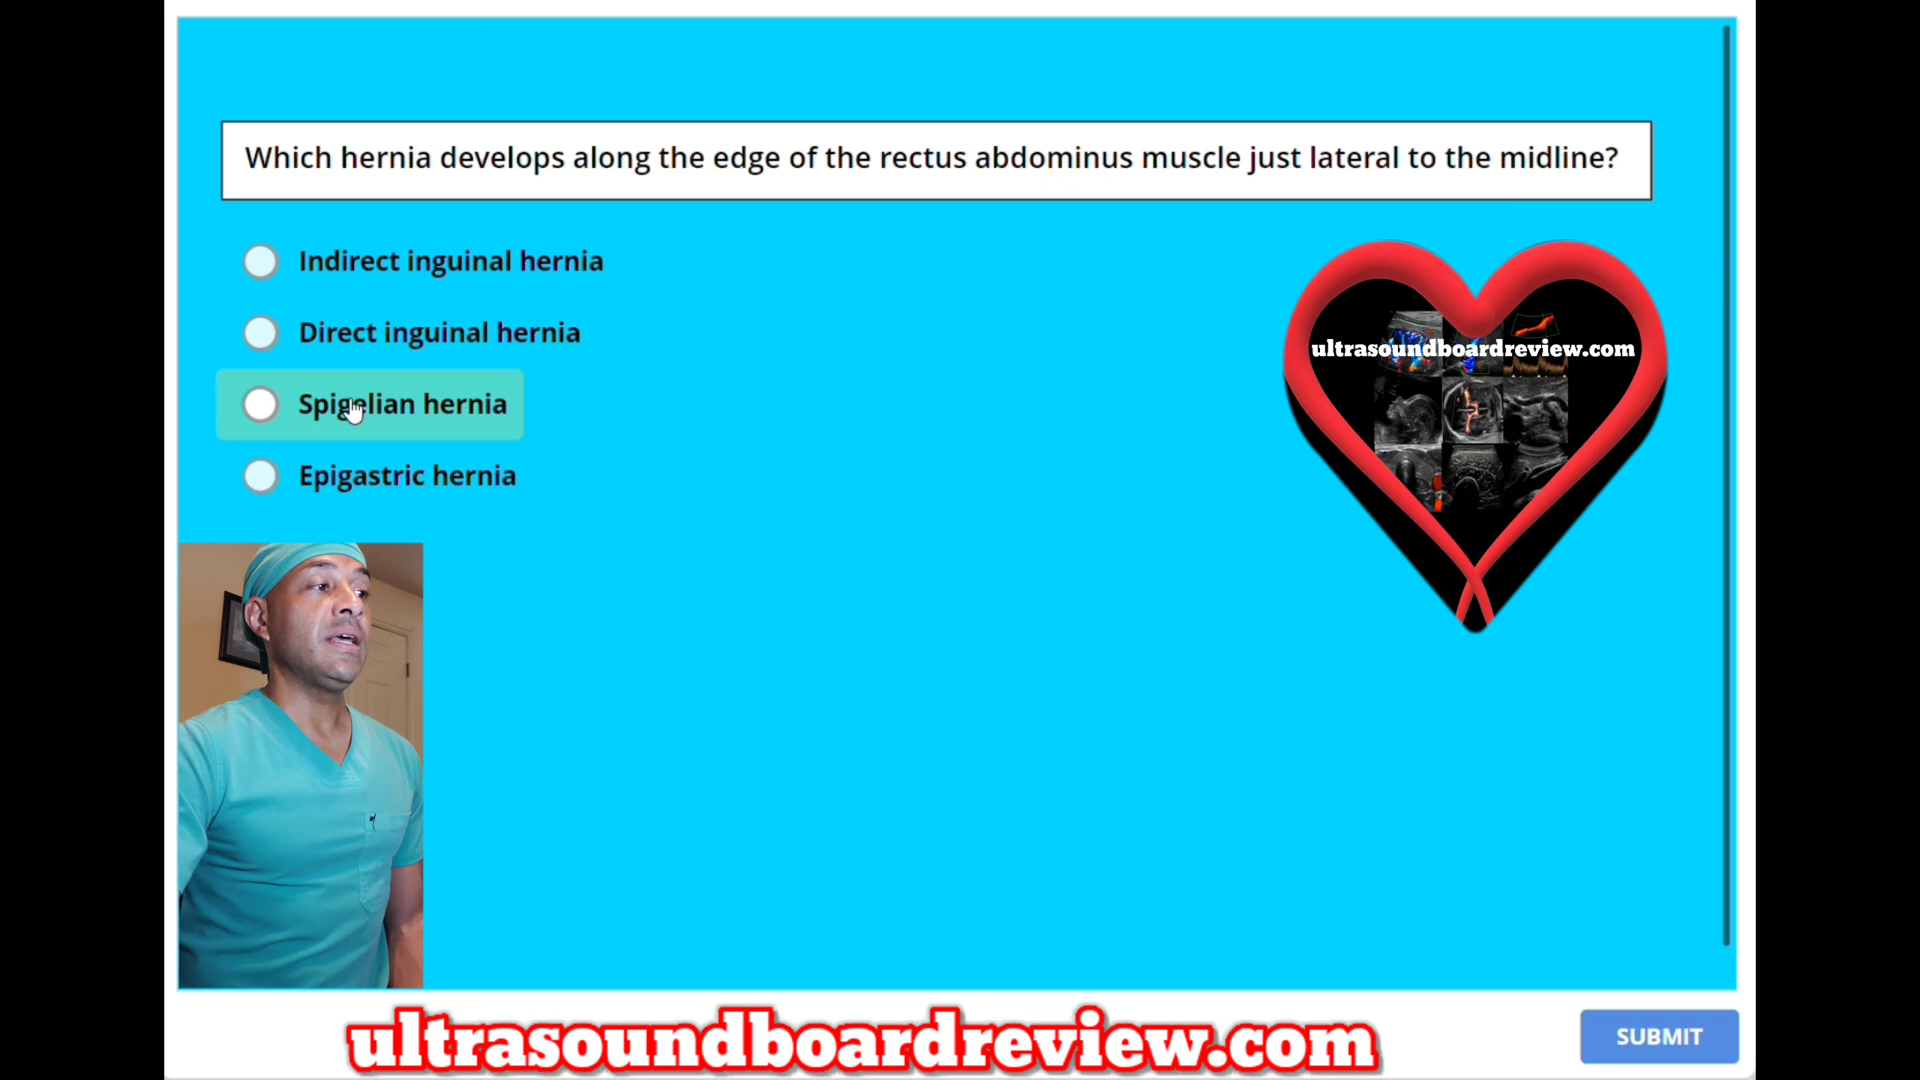 Which hernia develops along the edge of the rectus abdominus muscle just lateral to the midline?
Indirect inguinal hernia
Direct inguinal hernia
Spigelian hernia
Epigastric hernia
ultrasoundboardreview.com
ultrasoundboardreview.com
SUBMIT